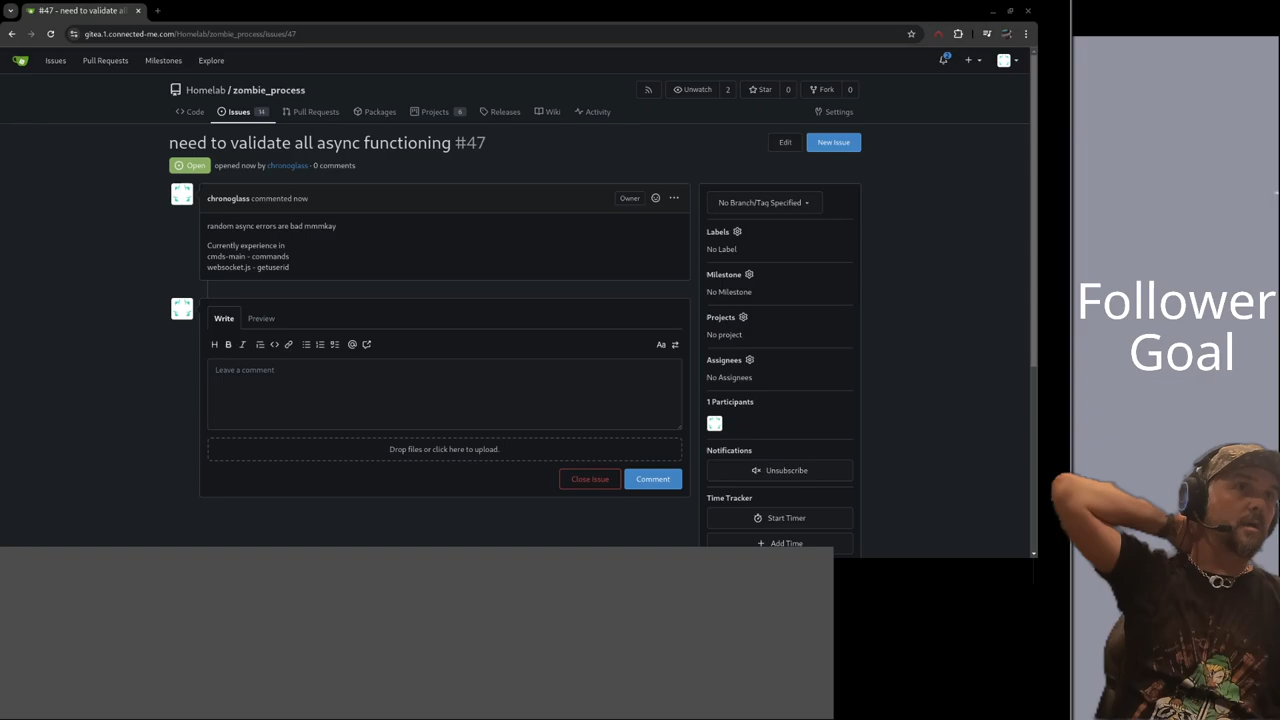 #47 - need to validate all
gitea.1.connected-me.com/Homelab/zombie_process/issues/47
Issues Pull Requests Milestones Explore 2
Homelab / zombie_process Unwatch 2 Star 0 Fork 0
Code Issues 14 Pull Requests Packages Projects 6 Releases Wiki Activity Settings
need to validate all async functioning #47 Edit New Issue
Open opened now by chronoglass · 0 comments
chronoglass commented now Owner
random async errors are bad mmmkay
Currently experience in
cmds-main - commands
websocket.js - getuserid
Write Preview
H B I Aa
Leave a comment
Drop files or click here to upload.
Close Issue Comment
No Branch/Tag Specified
Labels
No Label
Milestone
No Milestone
Projects
No project
Assignees
No Assignees
1 Participants
Notifications
Unsubscribe
Time Tracker
Start Timer
Add Time
Follower
Goal